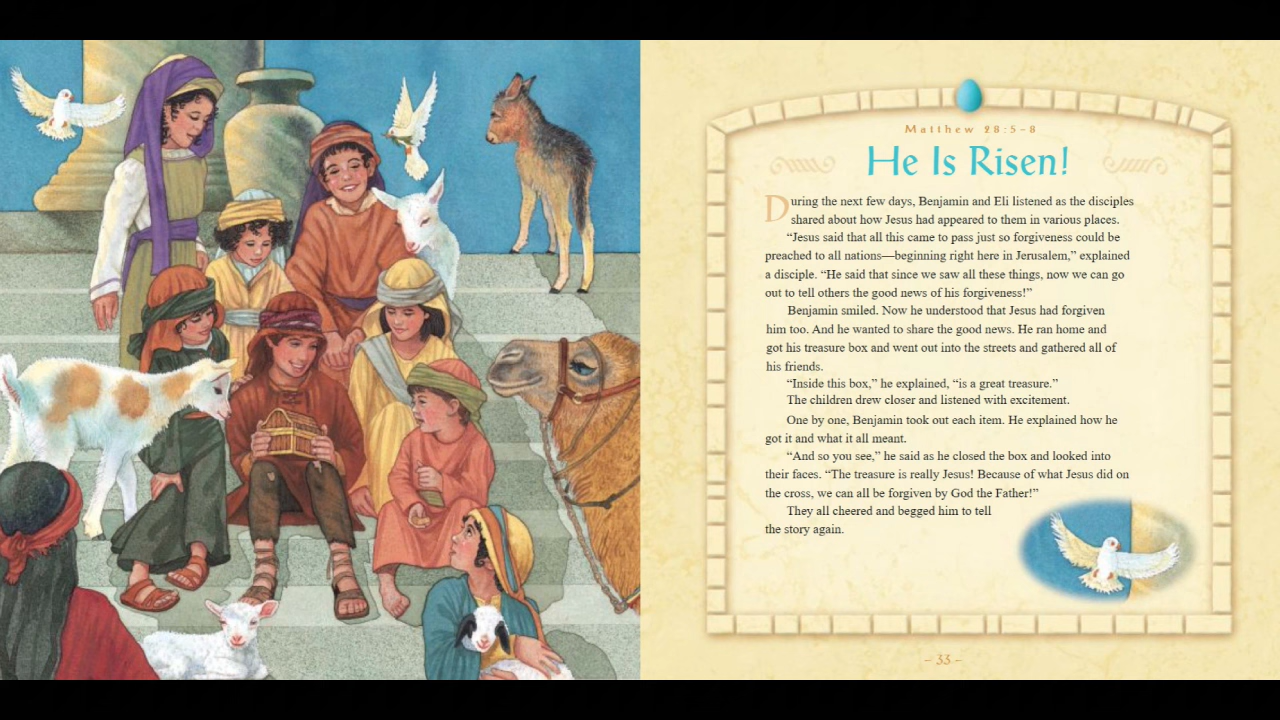 Matthew 28:5-8
He Is Risen!
During the next few days, Benjamin and Eli listened as the disciples
shared about how Jesus had appeared to them in various places.
“Jesus said that all this came to pass just so forgiveness could be
preached to all nations—beginning right here in Jerusalem,” explained
a disciple. “He said that since we saw all these things, now we can go
out to tell others the good news of his forgiveness!”
Benjamin smiled. Now he understood that Jesus had forgiven
him too. And he wanted to share the good news. He ran home and
got his treasure box and went out into the streets and gathered all of
his friends.
“Inside this box,” he explained, “is a great treasure.”
The children drew closer and listened with excitement.
One by one, Benjamin took out each item. He explained how he
got it and what it all meant.
“And so you see,” he said as he closed the box and looked into
their faces. “The treasure is really Jesus! Because of what Jesus did on
the cross, we can all be forgiven by God the Father!”
They all cheered and begged him to tell
the story again.
– 33 –